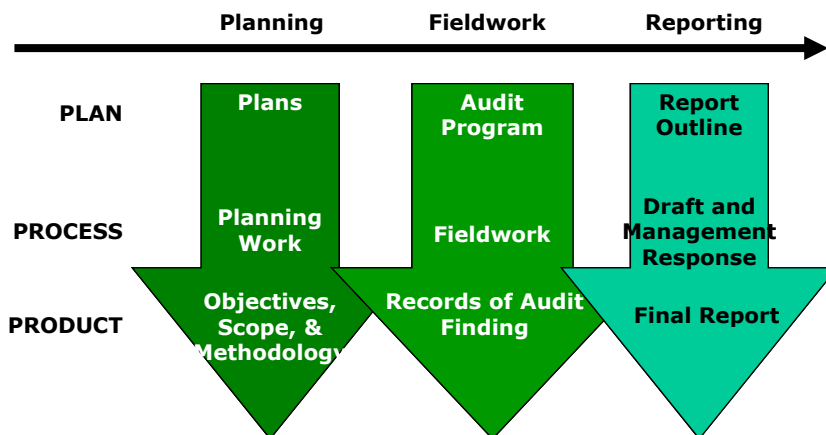 Planning Fieldwork Reporting
PLAN
Plans
Audit
Program
Report
Outline
PROCESS
Planning
Work
Fieldwork
Draft and
Management
Response
PRODUCT
Objectives,
Scope, &
Methodology
Records of Audit
Finding
Final Report